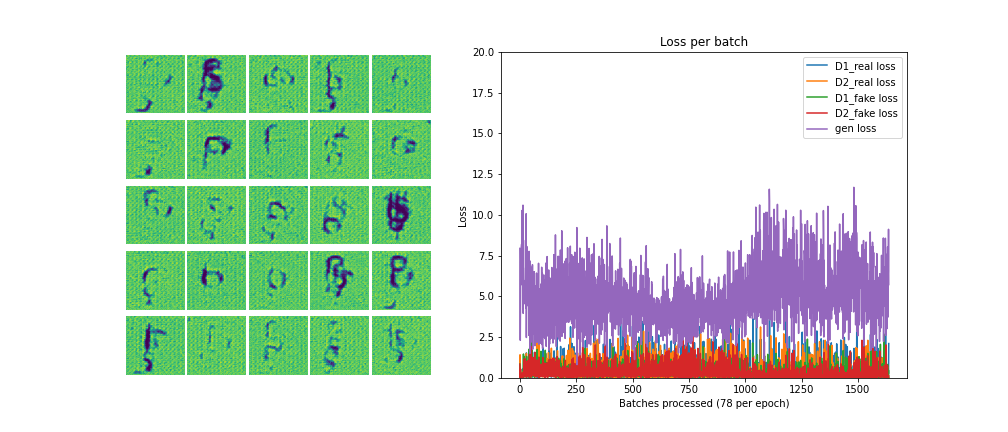 Loss per batch
20.0
17.5
15.0
12.5
10.0
7.5
5.0
2.5
0.0
Loss
D1_real loss
D2_real loss
D1_fake loss
D2_fake loss
gen loss
0 250 500 750 1000 1250 1500
Batches processed (78 per epoch)